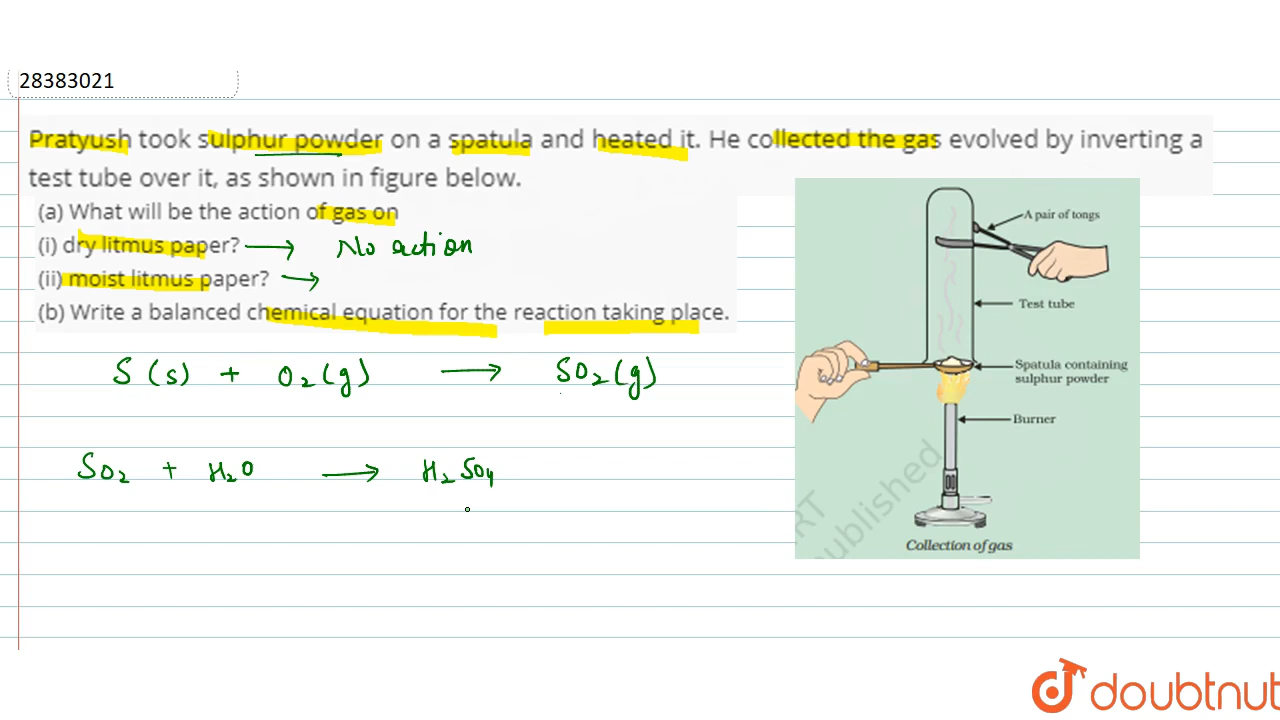 28383021
Pratyush took sulphur powder on a spatula and heated it. He collected the gas evolved by inverting a
test tube over it, as shown in figure below.
(a) What will be the action of gas on
(i) dry litmus paper? → No action
(ii) moist litmus paper? →
(b) Write a balanced chemical equation for the reaction taking place.
S (s) + O₂ (g) → SO₂ (g)
SO₂ + H₂O → H₂SO₄
A pair of tongs
Test tube
Spatula containing
sulphur powder
Burner
Collection of gas
doubtnut